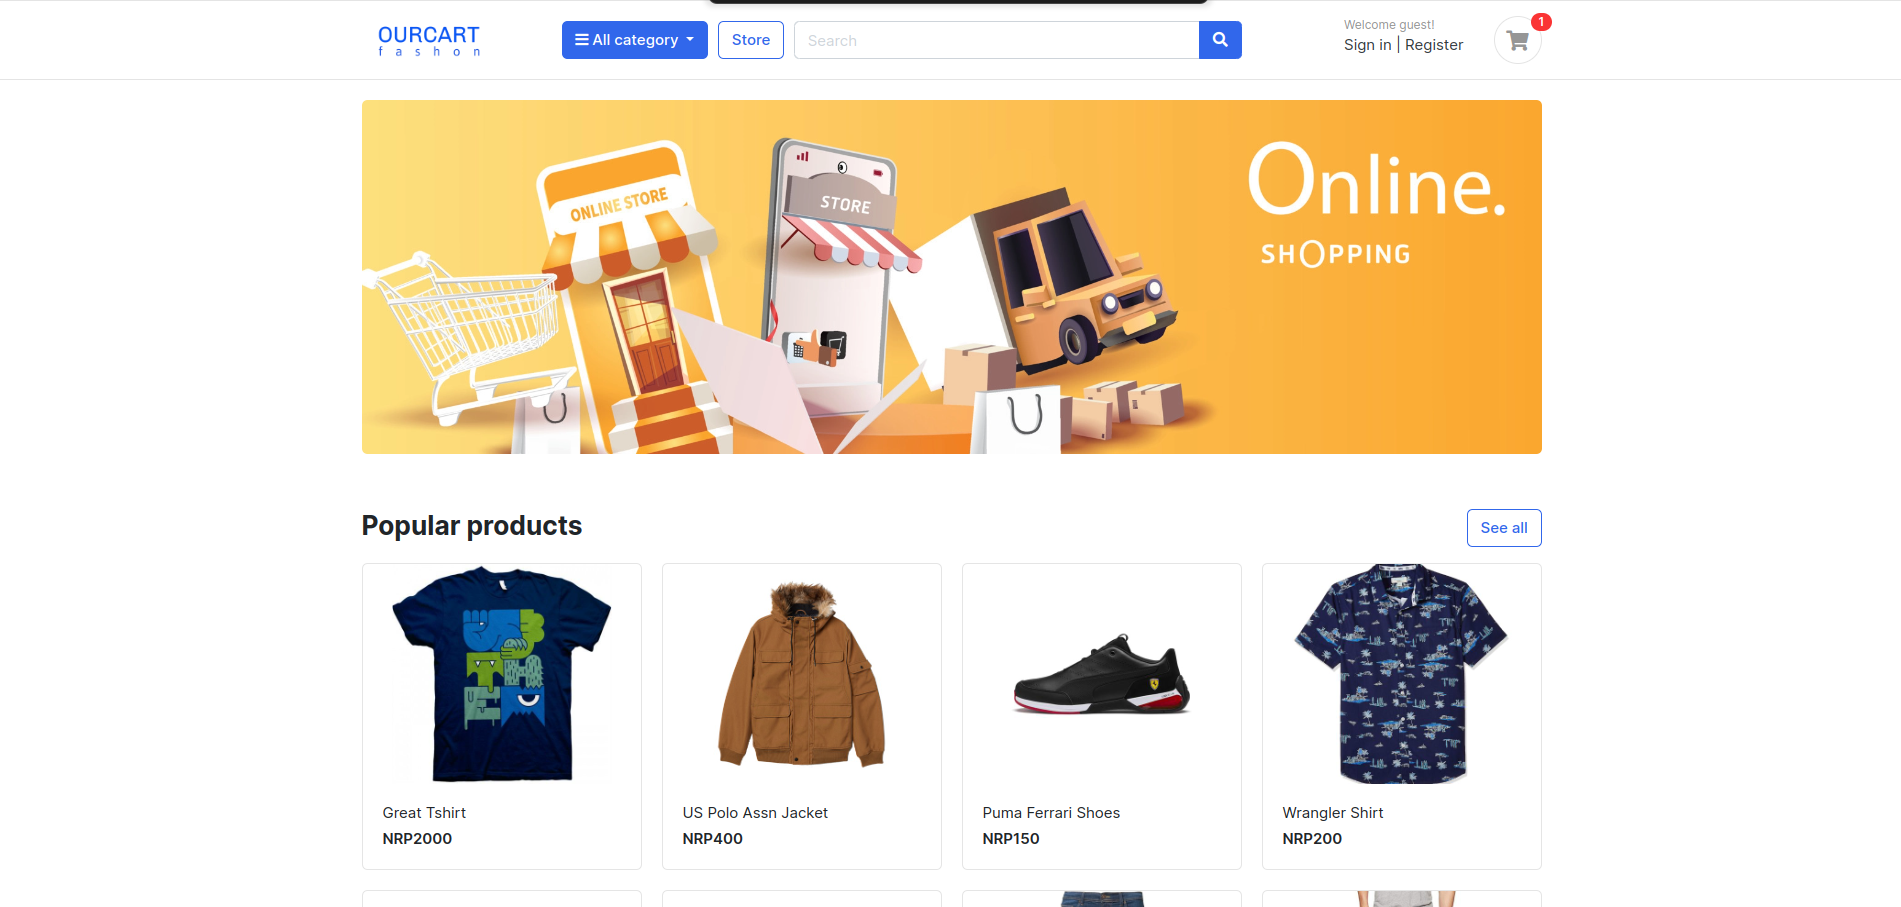 OURCART
fashon
All category
Store
Search
Welcome guest!
Sign in | Register
1
ONLINE STORE
STORE
Online.
SHOPPING
Popular products
See all
Great Tshirt
NRP2000
US Polo Assn Jacket
NRP400
Puma Ferrari Shoes
NRP150
Wrangler Shirt
NRP200